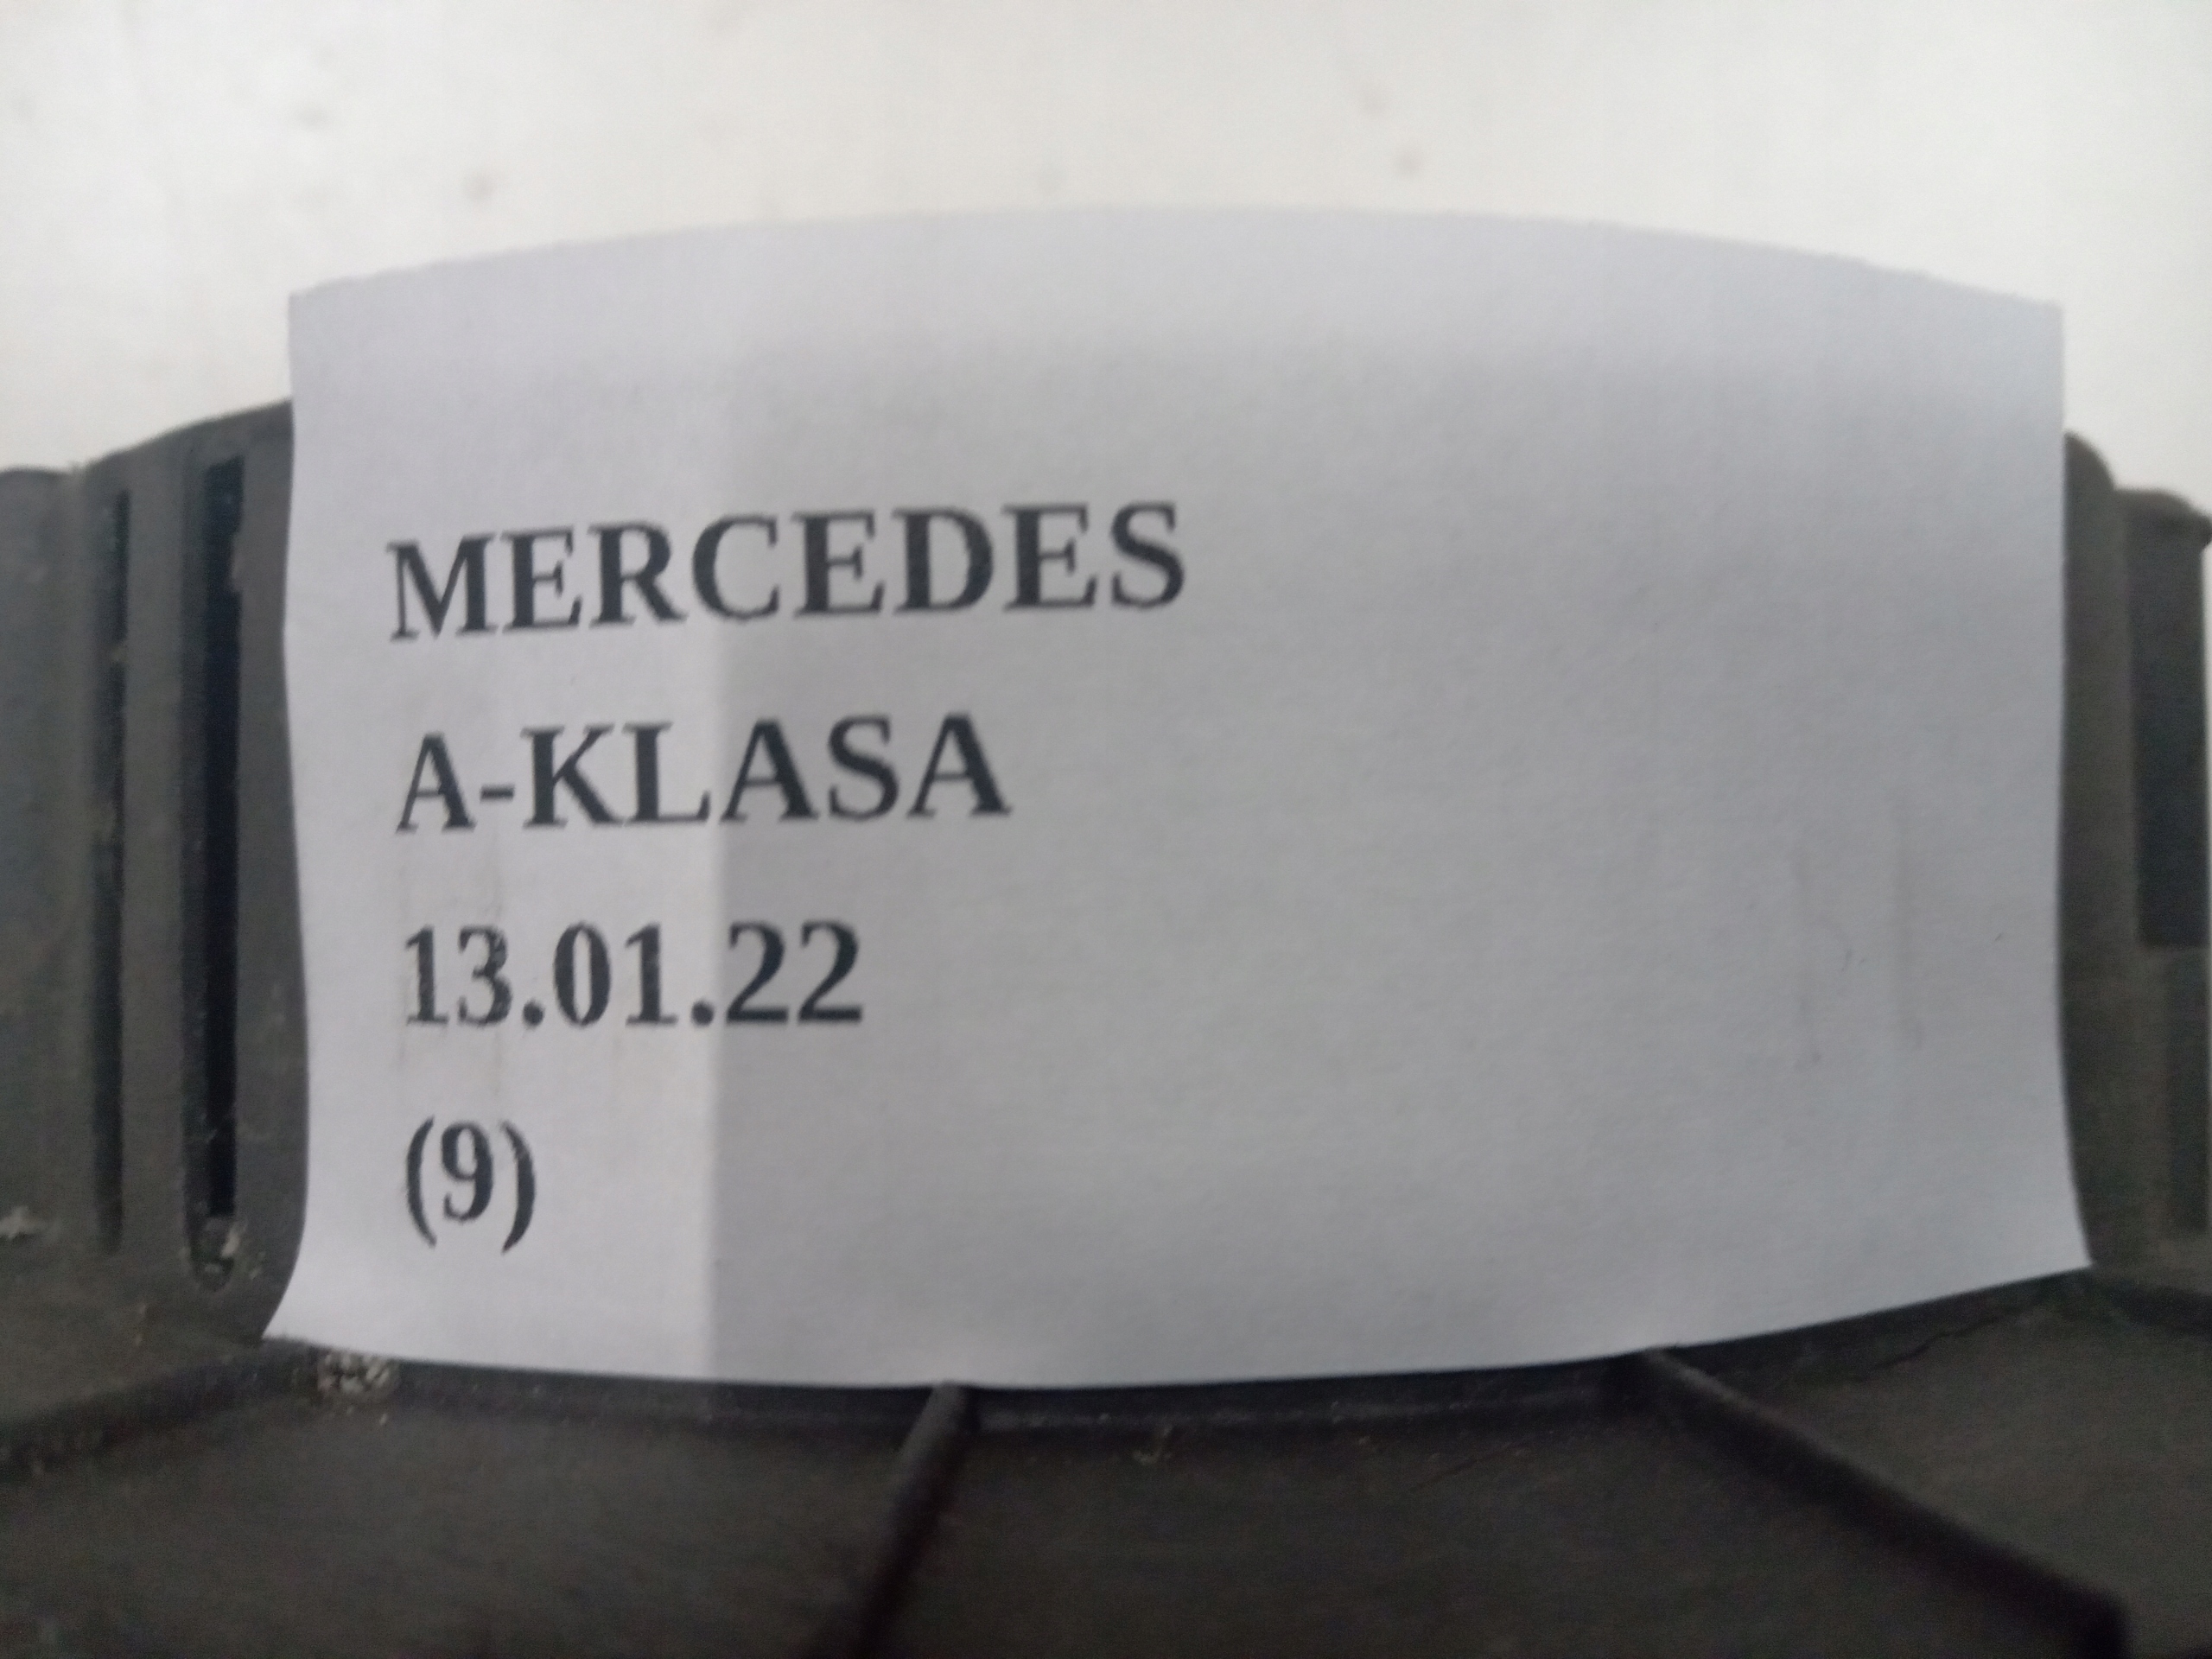 MERCEDES
A-KLASA
13.01.22
(9)